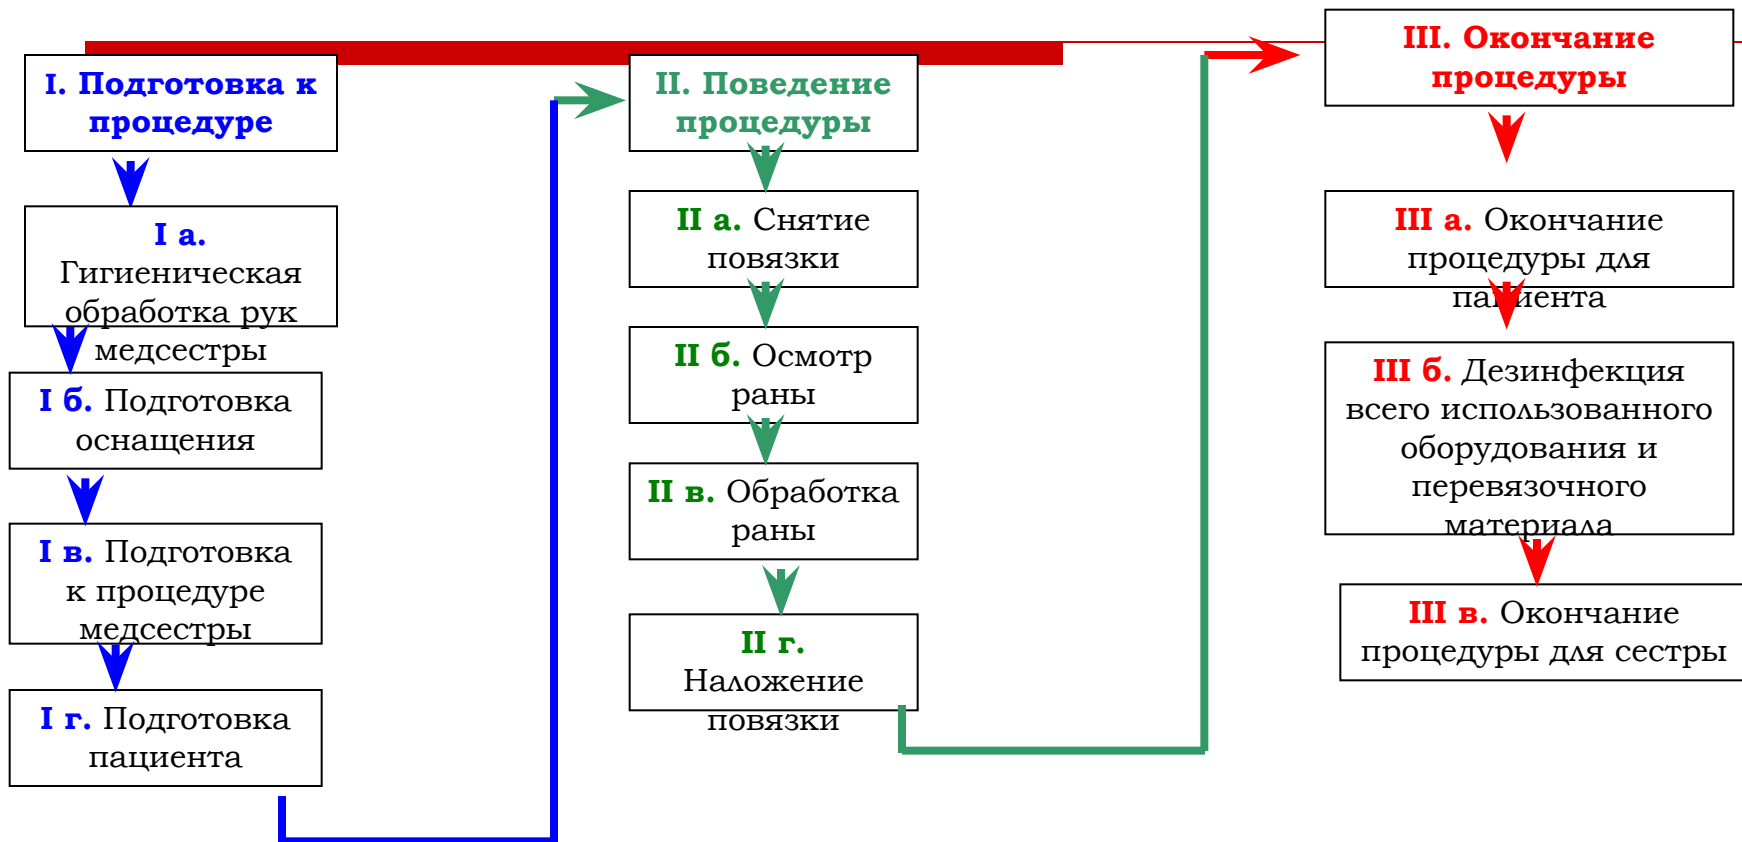 I. Подготовка к
процедуре
I а.
Гигиеническая
обработка рук
медсестры
I б. Подготовка
оснащения
I в. Подготовка
к процедуре
медсестры
I г. Подготовка
пациента
II. Поведение
процедуры
II а. Снятие
повязки
II б. Осмотр
раны
II в. Обработка
раны
II г.
Наложение
повязки
III. Окончание
процедуры
III а. Окончание
процедуры для
пациента
III б. Дезинфекция
всего использованного
оборудования и
перевязочного
материала
III в. Окончание
процедуры для сестры